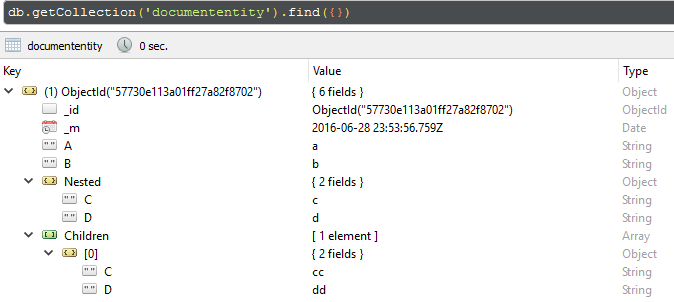 db.getCollection('documententity').find({})
documententity 0 sec.
Key Value Type
(1) ObjectId("57730e113a01ff27a82f8702") { 6 fields } Object
_id ObjectId("57730e113a01ff27a82f8702") ObjectId
_m 2016-06-28 23:53:56.759Z Date
"" A a String
"" B b String
Nested { 2 fields } Object
"" C c String
"" D d String
Children [ 1 element ] Array
[0] { 2 fields } Object
"" C cc String
"" D dd String